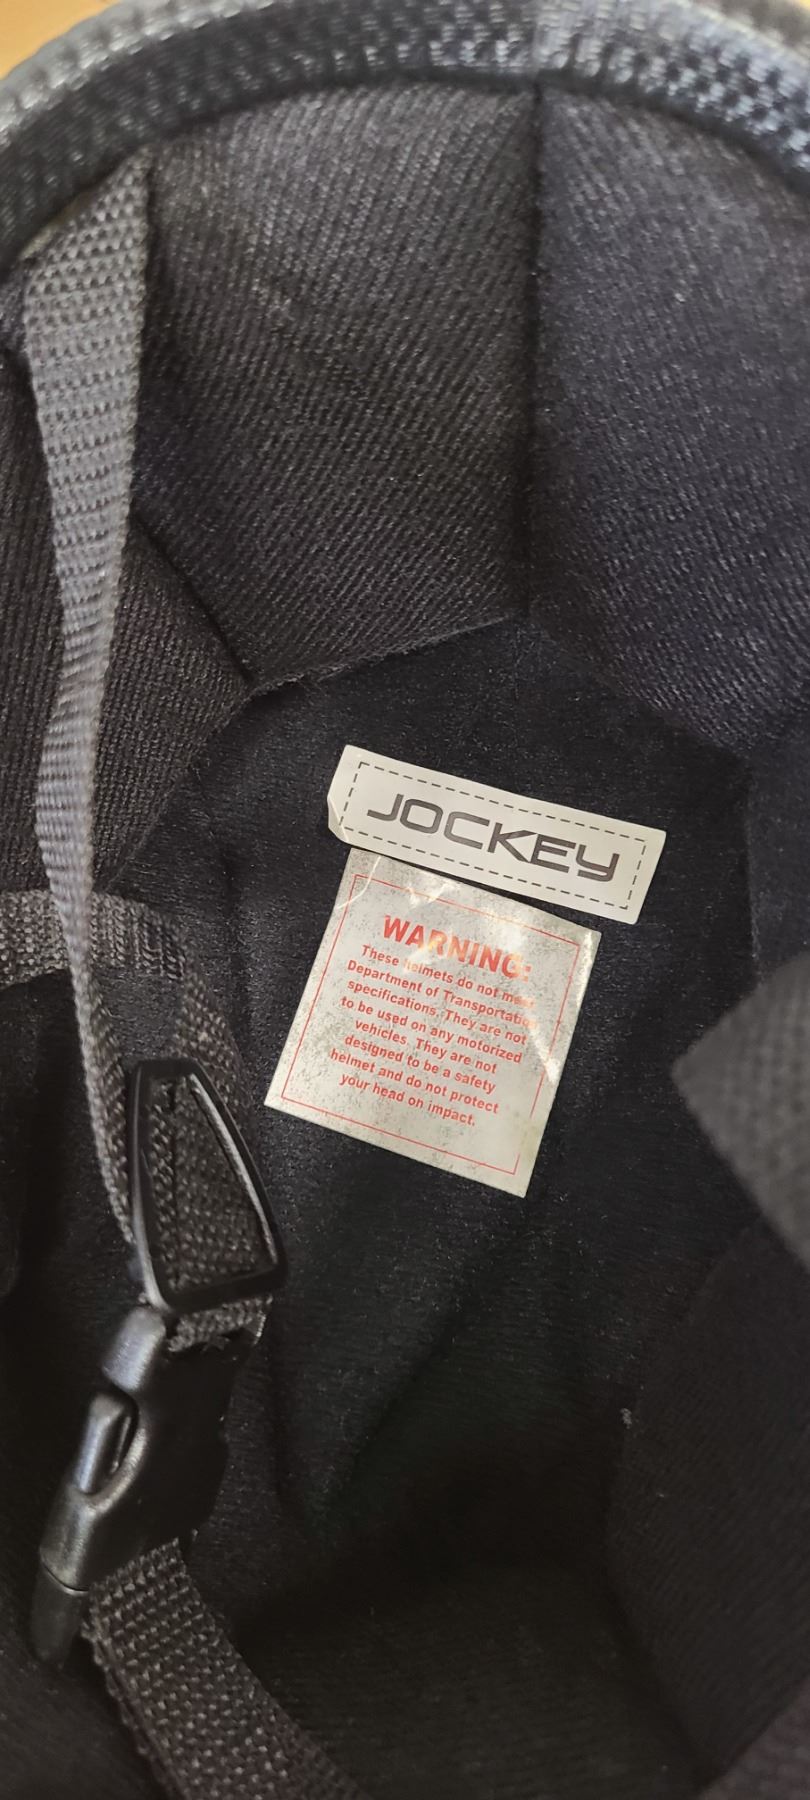 JOCKEY
WARNING:
These helmets do not meet
Department of Transportation
specifications. They are not
to be used on any motorized
vehicles. They are not
designed to be a safety
helmet and do not protect
your head on impact.